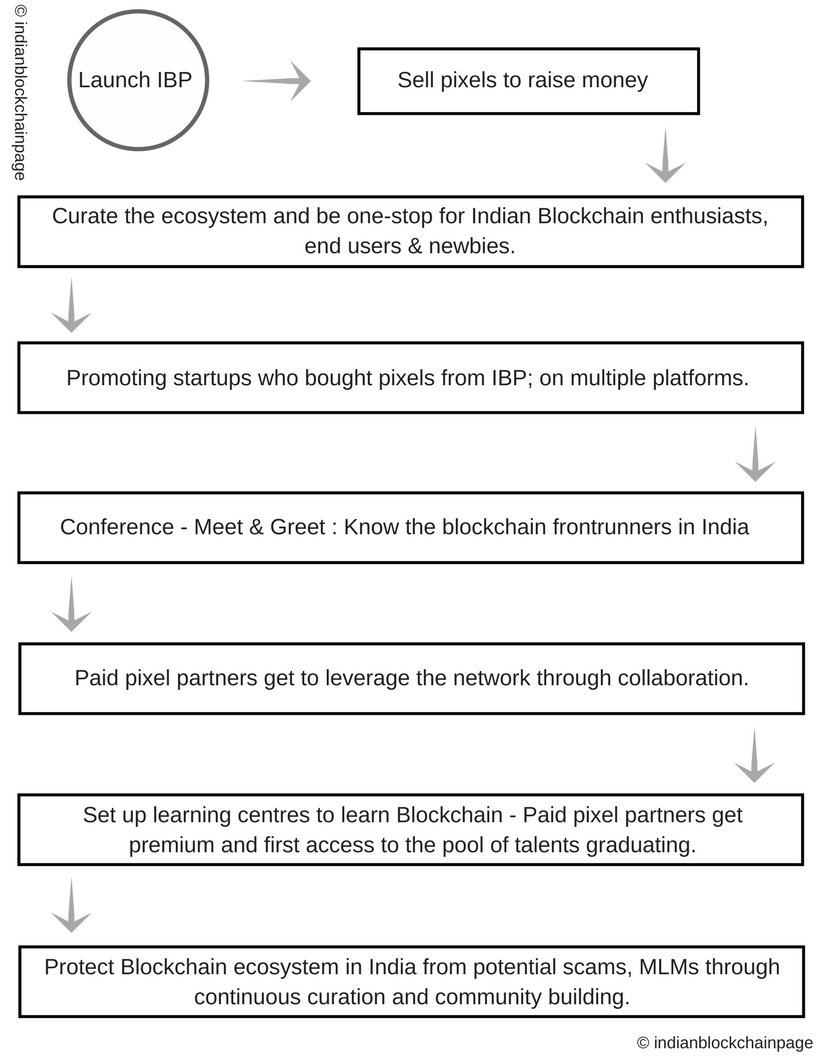 © indianblockchainpage
Launch IBP
Sell pixels to raise money
Curate the ecosystem and be one-stop for Indian Blockchain enthusiasts,
end users & newbies.
Promoting startups who bought pixels from IBP; on multiple platforms.
Conference - Meet & Greet : Know the blockchain frontrunners in India
Paid pixel partners get to leverage the network through collaboration.
Set up learning centres to learn Blockchain - Paid pixel partners get
premium and first access to the pool of talents graduating.
Protect Blockchain ecosystem in India from potential scams, MLMs through
continuous curation and community building.
© indianblockchainpage